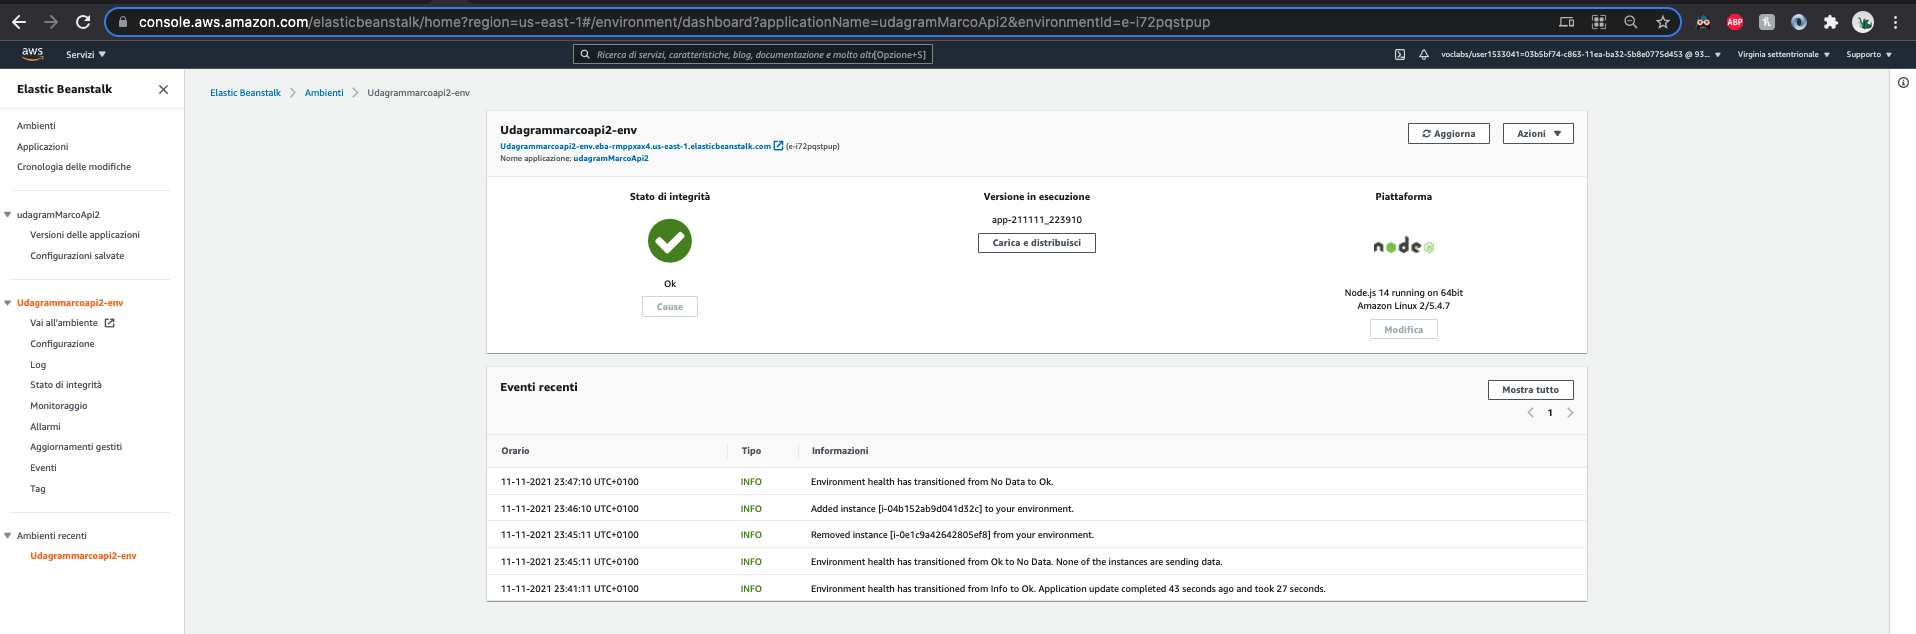 console.aws.amazon.com/elasticbeanstalk/home?region=us-east-1#/environment/dashboard?applicationName=udagramMarcoApi2&environmentId=e-i72pqstpup
ABP
aws
Servizi
Ricerca di servizi, caratteristiche, blog, documentazione e molto altri[Opzione+S]
voclabs/user1533041=03b5bf74-c863-11ea-ba32-5b8e0775d453 @ 93...
Virginia settentrionale
Supporto
Elastic Beanstalk
Ambienti
Applicazioni
Cronologia delle modifiche
udagramMarcoApi2
Versioni delle applicazioni
Configurazioni salvate
Udagrammarcoapi2-env
Vai all'ambiente
Configurazione
Log
Stato di integrità
Monitoraggio
Allarmi
Aggiornamenti gestiti
Eventi
Tag
Ambienti recenti
Udagrammarcoapi2-env
Elastic Beanstalk > Ambienti > Udagrammarcoapi2-env
Udagrammarcoapi2-env
Udagrammarcoapi2-env.eba-rmppxax4.us-east-1.elasticbeanstalk.com (e-i72pqstpup)
Nome applicazione: udagramMarcoApi2
Aggiorna
Azioni
Stato di integrità
Ok
Cause
Versione in esecuzione
app-211111_223910
Carica e distribuisci
Piattaforma
node
Node.js 14 running on 64bit
Amazon Linux 2/5.4.7
Modifica
Eventi recenti
Mostra tutto
1
Orario Tipo Informazioni
11-11-2021 23:47:10 UTC+0100 INFO Environment health has transitioned from No Data to Ok.
11-11-2021 23:46:10 UTC+0100 INFO Added instance [i-04b152ab9d041d32c] to your environment.
11-11-2021 23:45:11 UTC+0100 INFO Removed instance [i-0e1c9a42642805ef8] from your environment.
11-11-2021 23:45:11 UTC+0100 INFO Environment health has transitioned from Ok to No Data. None of the instances are sending data.
11-11-2021 23:41:11 UTC+0100 INFO Environment health has transitioned from Info to Ok. Application update completed 43 seconds ago and took 27 seconds.